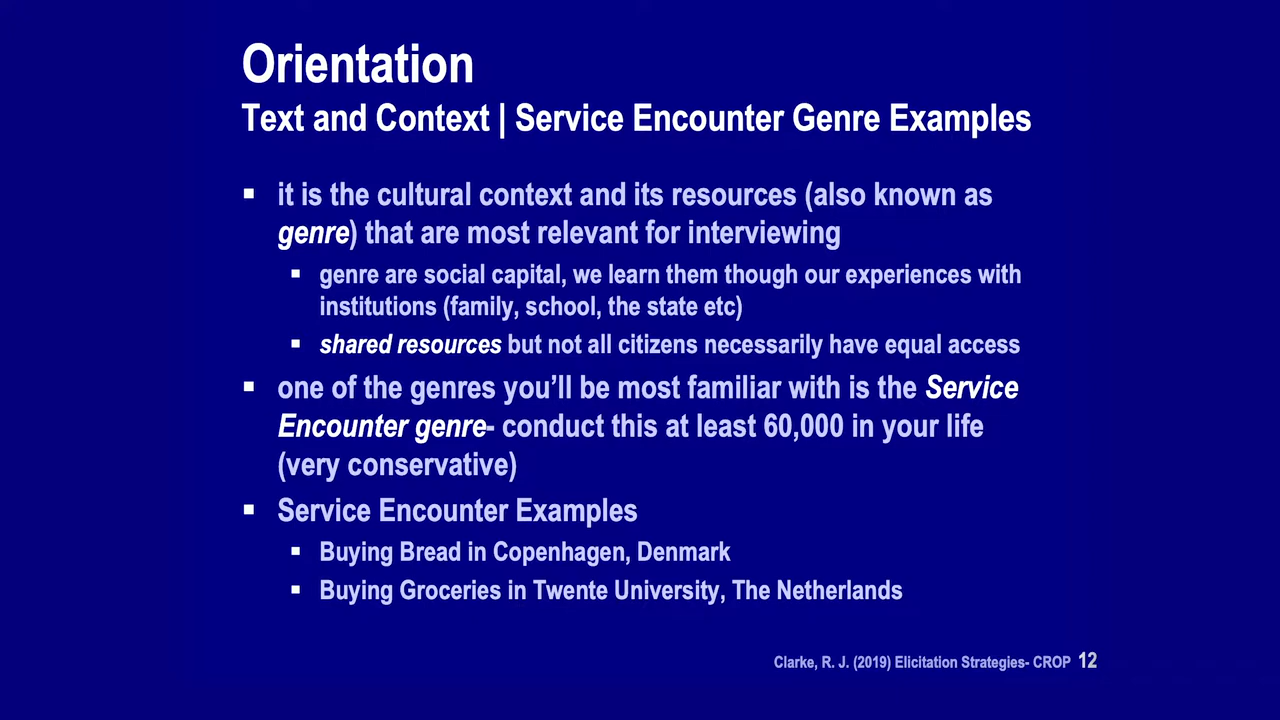 Orientation
Text and Context | Service Encounter Genre Examples
▪ it is the cultural context and its resources (also known as
genre) that are most relevant for interviewing
▪ genre are social capital, we learn them though our experiences with
institutions (family, school, the state etc)
▪ shared resources but not all citizens necessarily have equal access
▪ one of the genres you'll be most familiar with is the Service
Encounter genre- conduct this at least 60,000 in your life
(very conservative)
▪ Service Encounter Examples
▪ Buying Bread in Copenhagen, Denmark
▪ Buying Groceries in Twente University, The Netherlands
Clarke, R. J. (2019) Elicitation Strategies- CROP 12